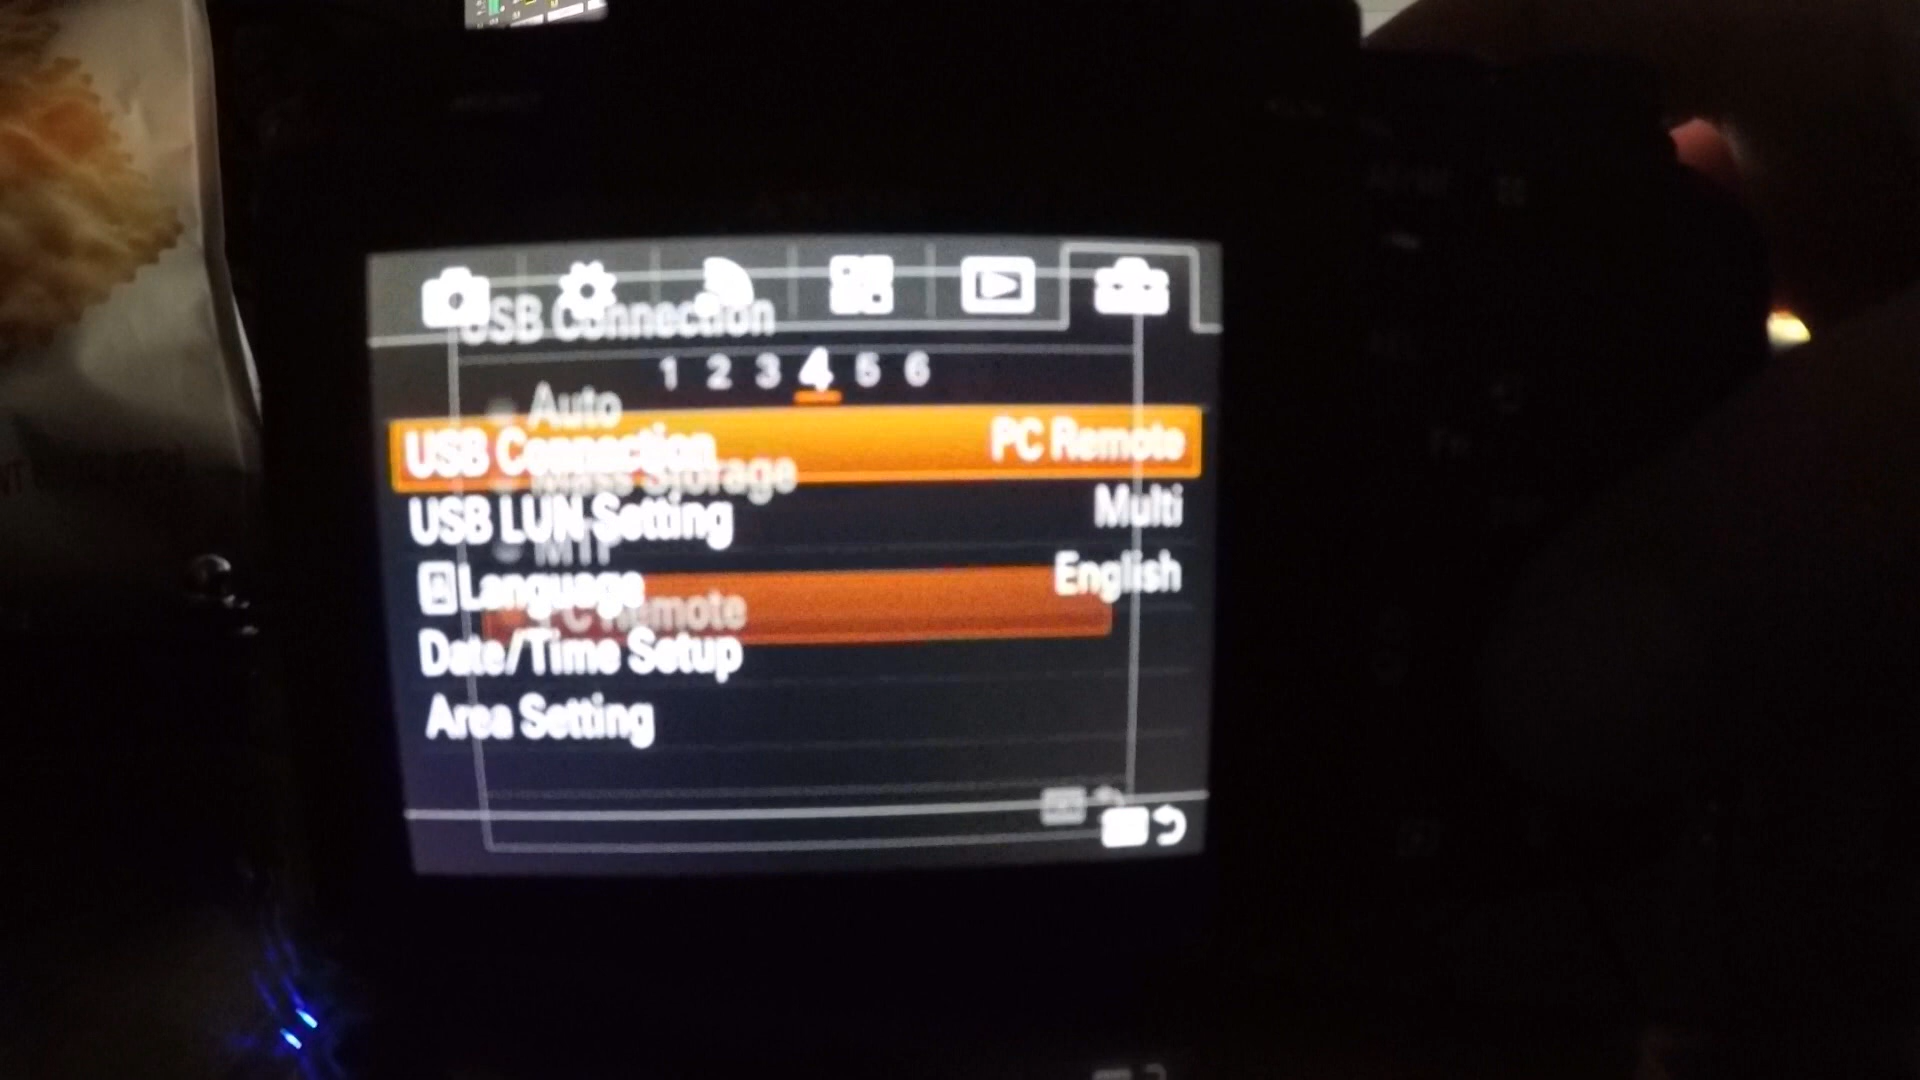 USB Connection
1 2 3 4 5 6
Auto
USB Connection PC Remote
Mass Storage
USB LUN Setting Multi
MTP
Language English
PC Remote
Date/Time Setup
Area Setting